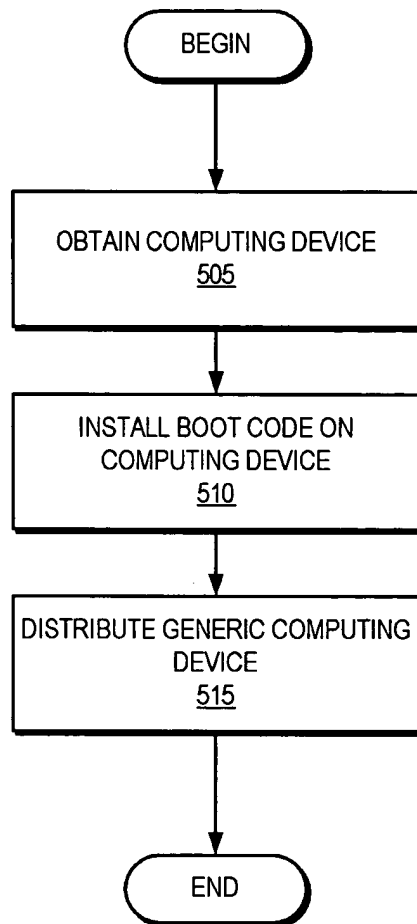 BEGIN
OBTAIN COMPUTING DEVICE
505
INSTALL BOOT CODE ON
COMPUTING DEVICE
510
DISTRIBUTE GENERIC COMPUTING
DEVICE
515
END